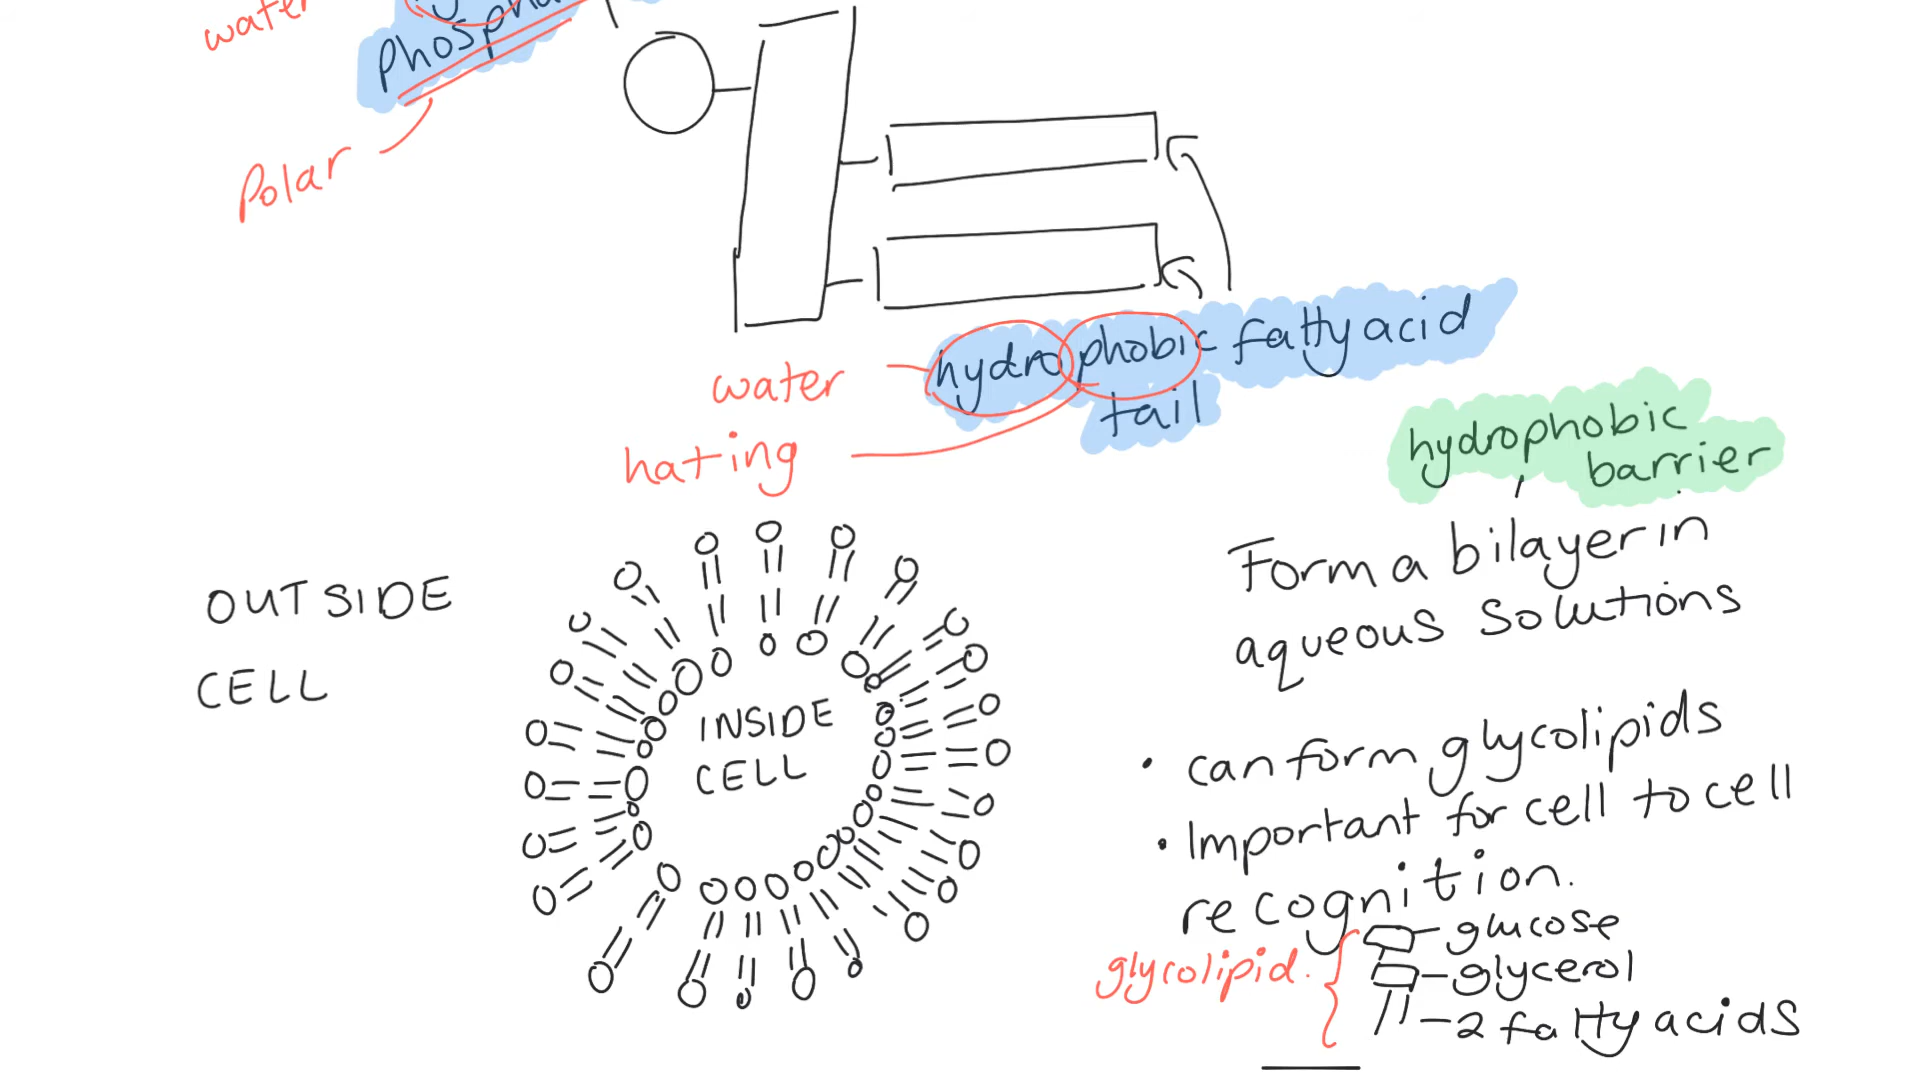 water
Polar
hydrophobic fatty acid
tail
water
hating
hydrophobic
barrier
Form a bilayer in
aqueous solutions
OUTSIDE
CELL
INSIDE
CELL
• can form glycolipids
• Important for cell to cell
recognition.
glucose
glycolipid.
glycerol
2 fatty acids